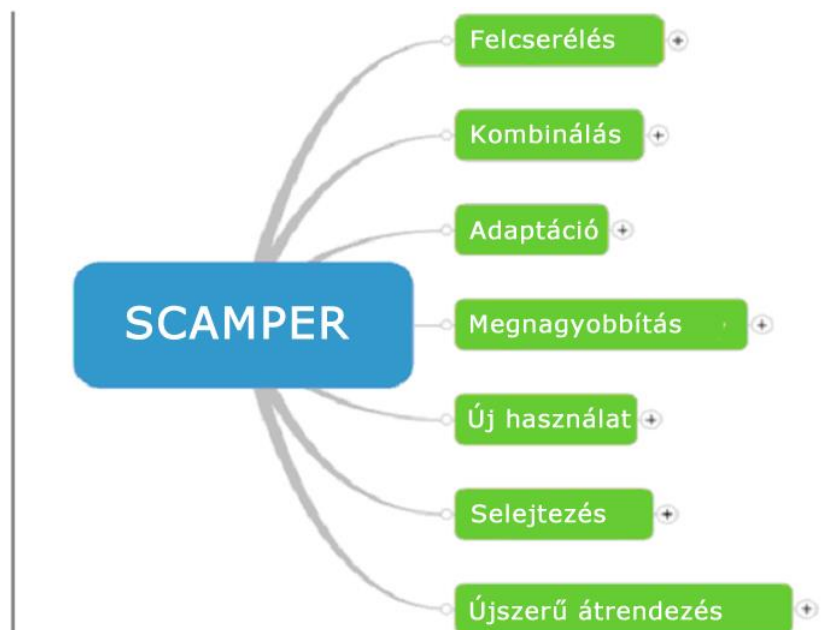 Felcserélés
Kombinálás
Adaptáció
SCAMPER
Megnagyobbítás
Új használat
Selejtezés
Újszerű átrendezés